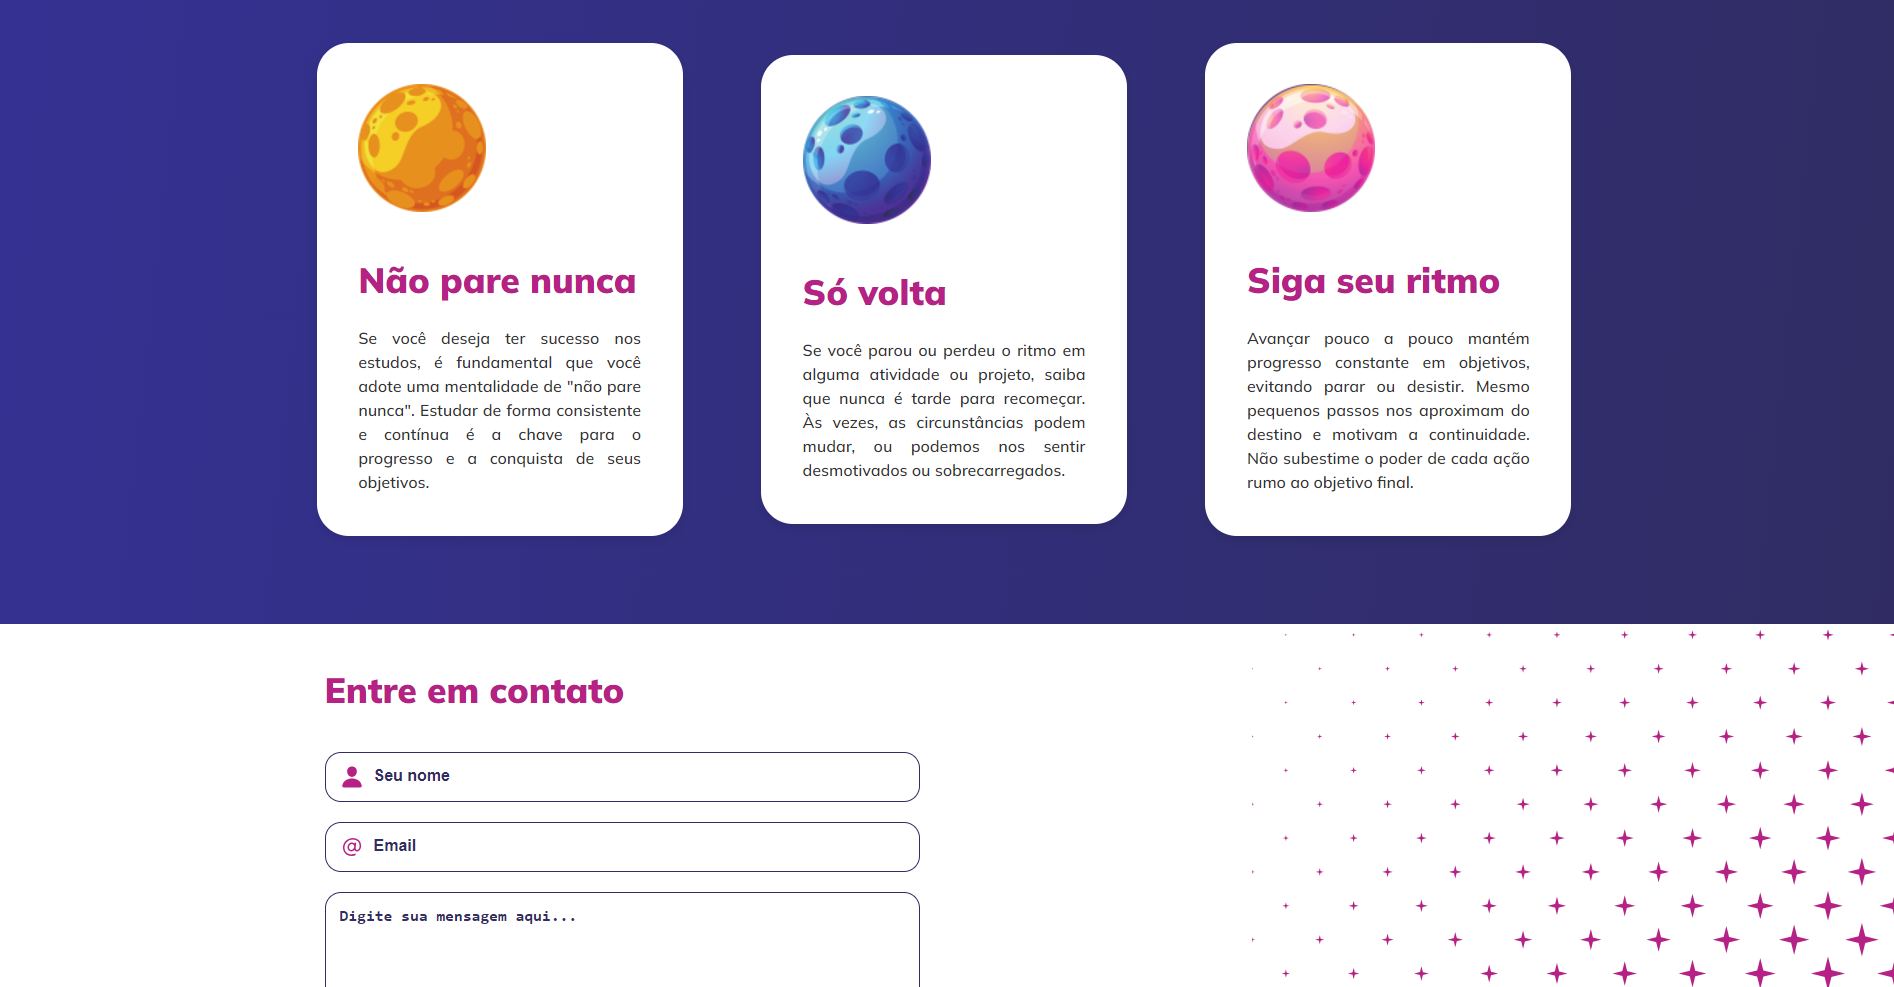 Não pare nunca
Se você deseja ter sucesso nos
estudos, é fundamental que você
adote uma mentalidade de "não pare
nunca". Estudar de forma consistente
e contínua é a chave para o
progresso e a conquista de seus
objetivos.
Só volta
Se você parou ou perdeu o ritmo em
alguma atividade ou projeto, saiba
que nunca é tarde para recomeçar.
Às vezes, as circunstâncias podem
mudar, ou podemos nos sentir
desmotivados ou sobrecarregados.
Siga seu ritmo
Avançar pouco a pouco mantém
progresso constante em objetivos,
evitando parar ou desistir. Mesmo
pequenos passos nos aproximam do
destino e motivam a continuidade.
Não subestime o poder de cada ação
rumo ao objetivo final.
Entre em contato
Seu nome
@ Email
Digite sua mensagem aqui...